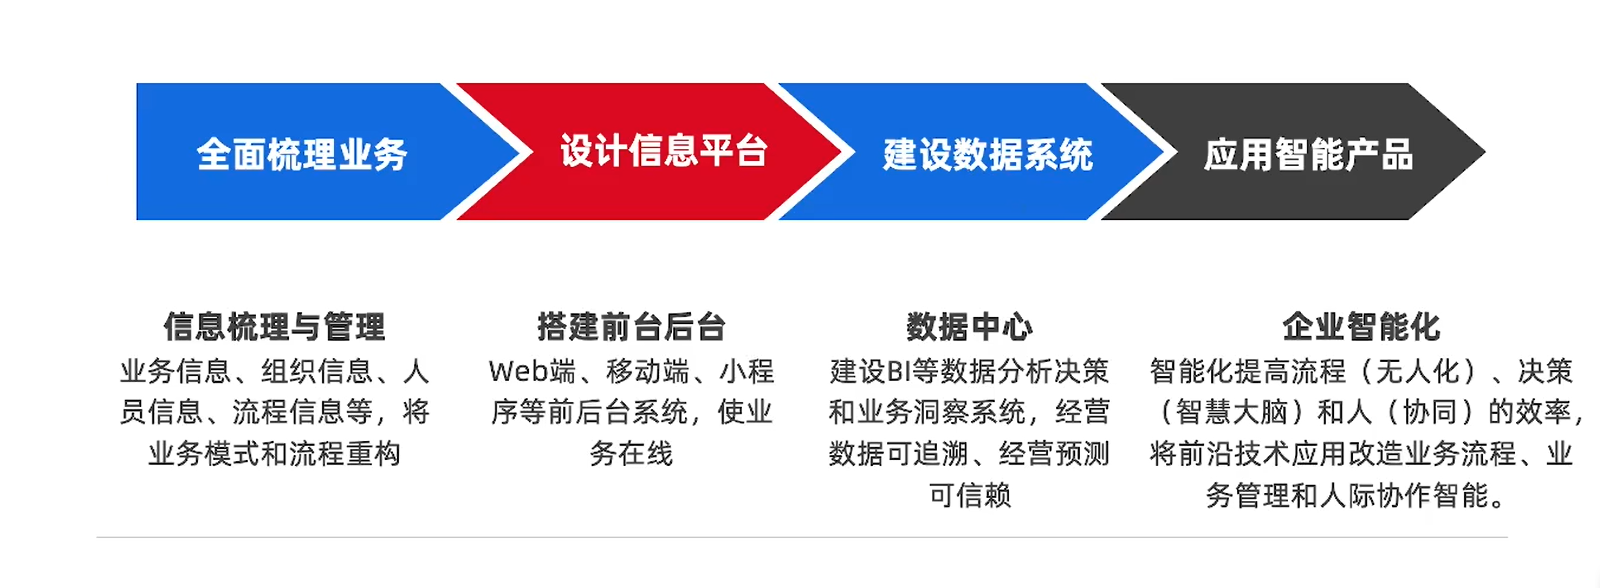 全面梳理业务
设计信息平台
建设数据系统
应用智能产品
信息梳理与管理
业务信息、组织信息、人
员信息、流程信息等，将
业务模式和流程重构
搭建前台后台
Web端、移动端、小程
序等前后台系统，使业
务在线
数据中心
建设BI等数据分析决策
和业务洞察系统，经营
数据可追溯、经营预测
可信赖
企业智能化
智能化提高流程（无人化）、决策
（智慧大脑）和人（协同）的效率，
将前沿技术应用改造业务流程、业
务管理和人际协作智能。